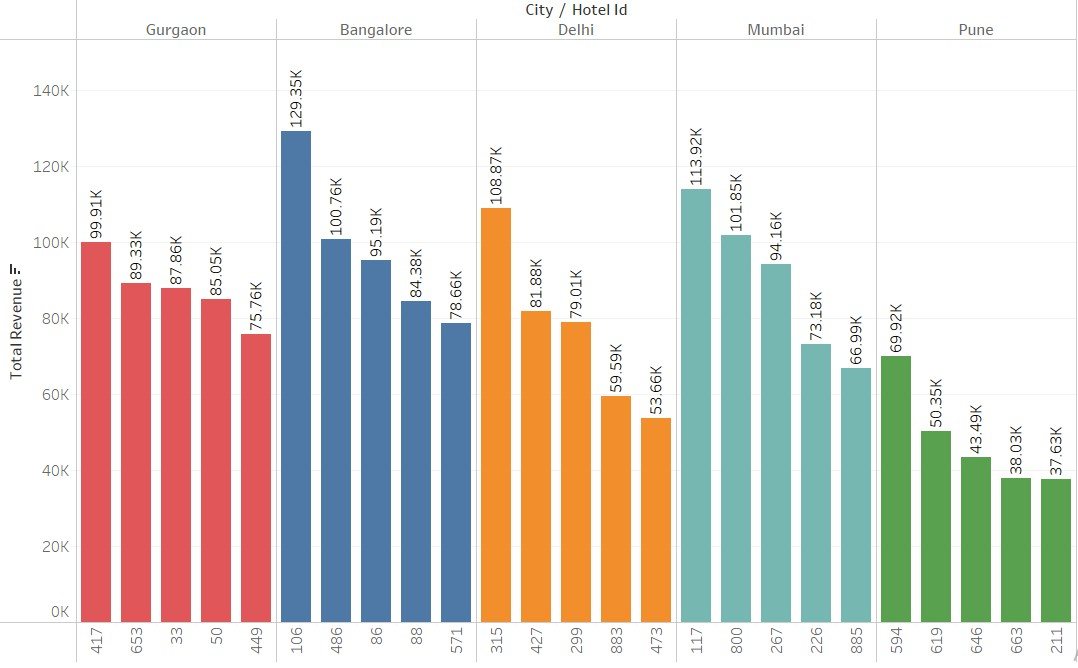 City / Hotel Id
Gurgaon
Bangalore
Delhi
Mumbai
Pune
Total Revenue
140K
120K
100K
80K
60K
40K
20K
0K
99.91K
89.33K
87.86K
85.05K
75.76K
129.35K
100.76K
95.19K
84.38K
78.66K
108.87K
81.88K
79.01K
59.59K
53.66K
113.92K
101.85K
94.16K
73.18K
66.99K
69.92K
50.35K
43.49K
38.03K
37.63K
417
653
33
50
449
106
486
86
88
571
315
427
299
883
473
117
800
267
226
885
594
619
646
663
211